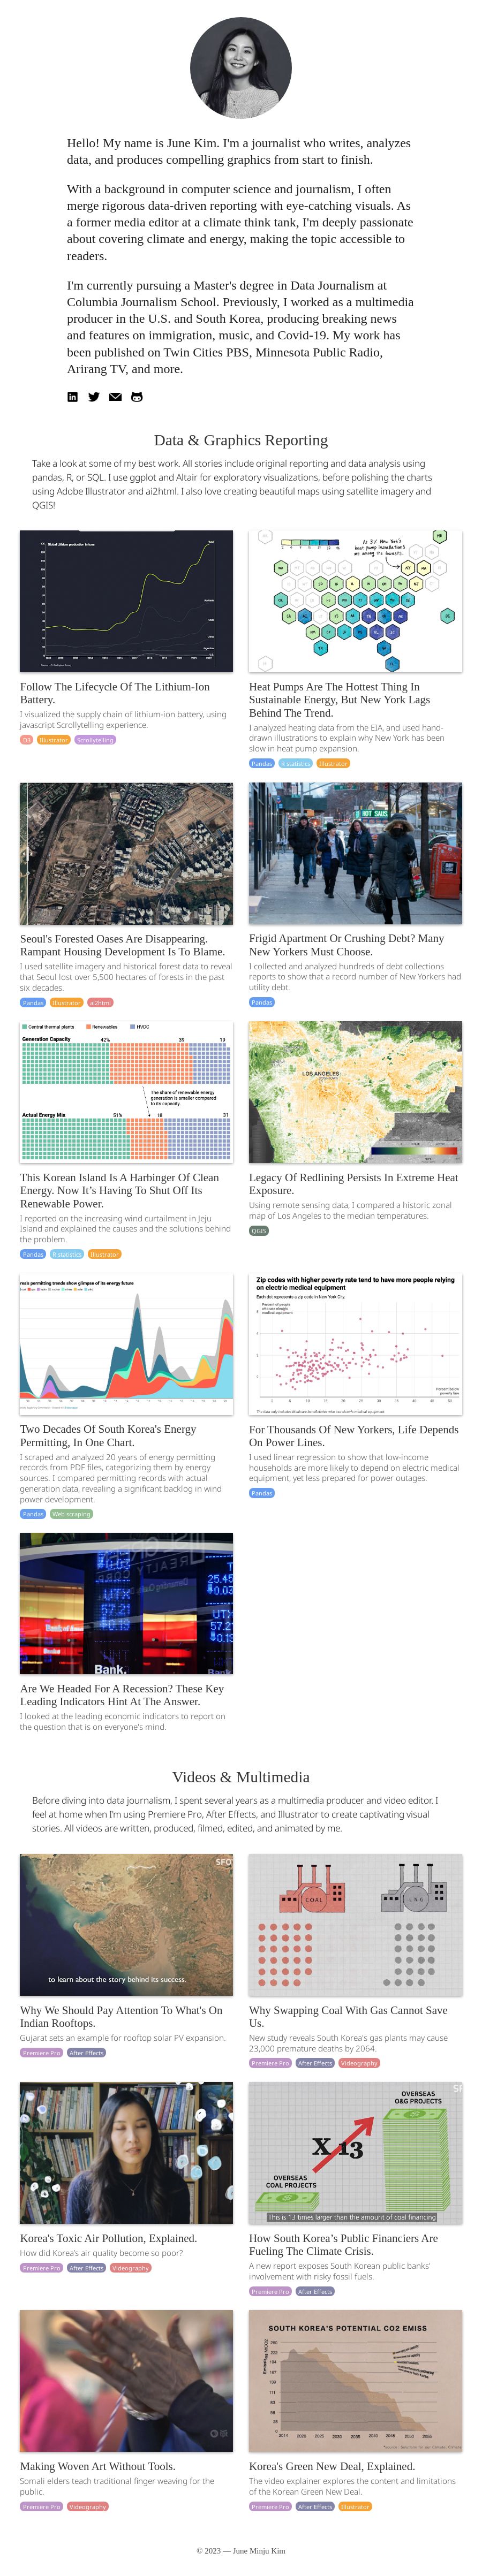 Hello! My name is June Kim. I'm a journalist who writes, analyzes
data, and produces compelling graphics from start to finish.
With a background in computer science and journalism, I often
merge rigorous data-driven reporting with eye-catching visuals. As
a former media editor at a climate think tank, I'm deeply passionate
about covering climate and energy, making the topic accessible to
readers.
I'm currently pursuing a Master's degree in Data Journalism at
Columbia Journalism School. Previously, I worked as a multimedia
producer in the U.S. and South Korea, producing breaking news
and features on immigration, music, and Covid-19. My work has
been published on Twin Cities PBS, Minnesota Public Radio,
Arirang TV, and more.
Data & Graphics Reporting
Take a look at some of my best work. All stories include original reporting and data analysis using
pandas, R, or SQL. I use ggplot and Altair for exploratory visualizations, before polishing the charts
using Adobe Illustrator and ai2html. I also love creating beautiful maps using satellite imagery and
QGIS!
Global Lithium production in tons
Follow The Lifecycle Of The Lithium-Ion
Battery.
I visualized the supply chain of lithium-ion battery, using
javascript Scrollytelling experience.
D3 Illustrator Scrollytelling
As 3% New York's
heat pump installations
are among the
Heat Pumps Are The Hottest Thing In
Sustainable Energy, But New York Lags
Behind The Trend.
I analyzed heating data from the EIA, and used hand-
drawn illustrations to explain why New York has been
slow in heat pump expansion.
Pandas R statistics Illustrator
Seoul's Forested Oases Are Disappearing.
Rampant Housing Development Is To Blame.
I used satellite imagery and historical forest data to reveal
that Seoul lost over 5,500 hectares of forests in the past
six decades.
Pandas Illustrator ai2html
HOT SAUS
Frigid Apartment Or Crushing Debt? Many
New Yorkers Must Choose.
I collected and analyzed hundreds of debt collections
reports to show that a record number of New Yorkers had
utility debt.
Pandas
Central thermal plants Renewables HVDC
Generation Capacity 42% 39 19
The share of renewable energy
generation is smaller compared
to its capacity.
Actual Energy Mix 51% 18 31
This Korean Island Is A Harbinger Of Clean
Energy. Now It's Having To Shut Off Its
Renewable Power.
I reported on the increasing wind curtailment in Jeju
Island and explained the causes and the solutions behind
the problem.
Pandas R statistics Illustrator
LOS ANGELES
Legacy Of Redlining Persists In Extreme Heat
Exposure.
Using remote sensing data, I compared a historic zonal
map of Los Angeles to the median temperatures.
QGIS
's permitting trends show glimpse of its energy future
Two Decades Of South Korea's Energy
Permitting, In One Chart.
I scraped and analyzed 20 years of energy permitting
records from PDF files, categorizing them by energy
sources. I compared permitting records with actual
generation data, revealing a significant backlog in wind
power development.
Pandas Web scraping
Zip codes with higher poverty rate tend to have more people relying
on electric medical equipment
Each dot represents a zip code in New York City.
Percent of people
who use electric
medical equipment
Percent below
poverty line
For Thousands Of New Yorkers, Life Depends
On Power Lines.
I used linear regression to show that low-income
households are more likely to depend on electric medical
equipment, yet less prepared for power outages.
Pandas
REALTY
UTX
57.21
0.19
25.45
0.03
Bank.
Are We Headed For A Recession? These Key
Leading Indicators Hint At The Answer.
I looked at the leading economic indicators to report on
the question that is on everyone's mind.
Videos & Multimedia
Before diving into data journalism, I spent several years as a multimedia producer and video editor. I
feel at home when I'm using Premiere Pro, After Effects, and Illustrator to create captivating visual
stories. All videos are written, produced, filmed, edited, and animated by me.
SFO
to learn about the story behind its success.
Why We Should Pay Attention To What's On
Indian Rooftops.
Gujarat sets an example for rooftop solar PV expansion.
Premiere Pro After Effects
COAL LNG
Why Swapping Coal With Gas Cannot Save
Us.
New study reveals South Korea's gas plants may cause
23,000 premature deaths by 2064.
Premiere Pro After Effects Videography
Korea's Toxic Air Pollution, Explained.
How did Korea's air quality become so poor?
Premiere Pro After Effects Videography
OVERSEAS
O&G PROJECTS
X 13
OVERSEAS
COAL PROJECTS
This is 13 times larger than the amount of coal financing
How South Korea's Public Financiers Are
Fueling The Climate Crisis.
A new report exposes South Korean public banks'
involvement with risky fossil fuels.
Premiere Pro After Effects
Making Woven Art Without Tools.
Somali elders teach traditional finger weaving for the
public.
Premiere Pro Videography
SOUTH KOREA'S POTENTIAL CO2 EMISS
Korea's Green New Deal, Explained.
The video explainer explores the content and limitations
of the Korean Green New Deal.
Premiere Pro After Effects Illustrator
© 2023 — June Minju Kim